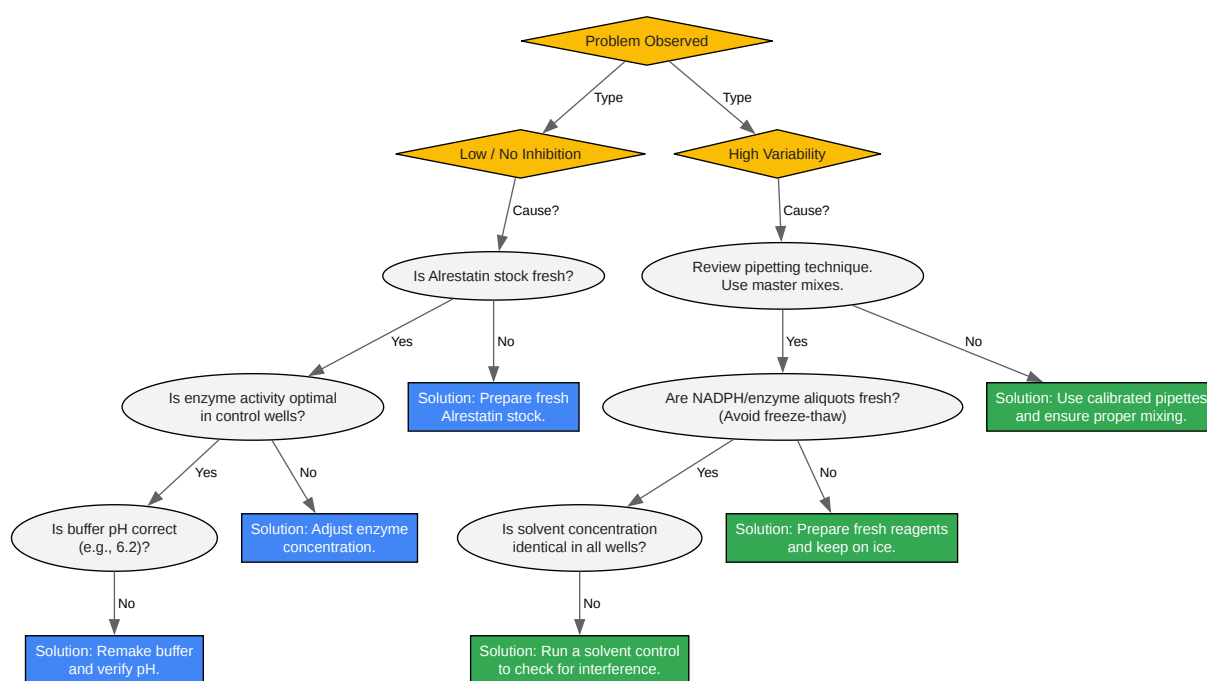 Problem Observed
Type
Type
Low / No Inhibition
High Variability
Cause?
Cause?
Is Alrestatin stock fresh?
Review pipetting technique.
Use master mixes.
Yes
No
Yes
No
Is enzyme activity optimal
in control wells?
Solution: Prepare fresh
Alrestatin stock.
Are NADPH/enzyme aliquots fresh?
(Avoid freeze-thaw)
Solution: Use calibrated pipettes
and ensure proper mixing.
Yes
No
Yes
No
Is buffer pH correct
(e.g., 6.2)?
Solution: Adjust enzyme
concentration.
Is solvent concentration
identical in all wells?
Solution: Prepare fresh reagents
and keep on ice.
No
No
Solution: Remake buffer
and verify pH.
Solution: Run a solvent control
to check for interference.